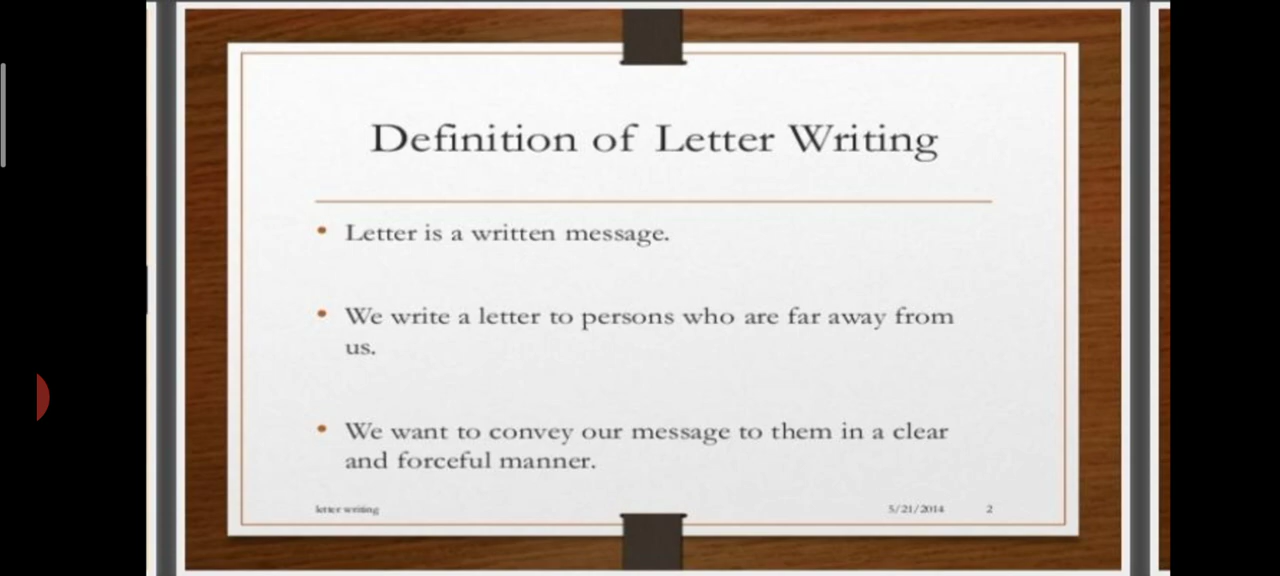 Definition of Letter Writing
• Letter is a written message.
• We write a letter to persons who are far away from
us.
• We want to convey our message to them in a clear
and forceful manner.
letter writing 5/21/2014 2